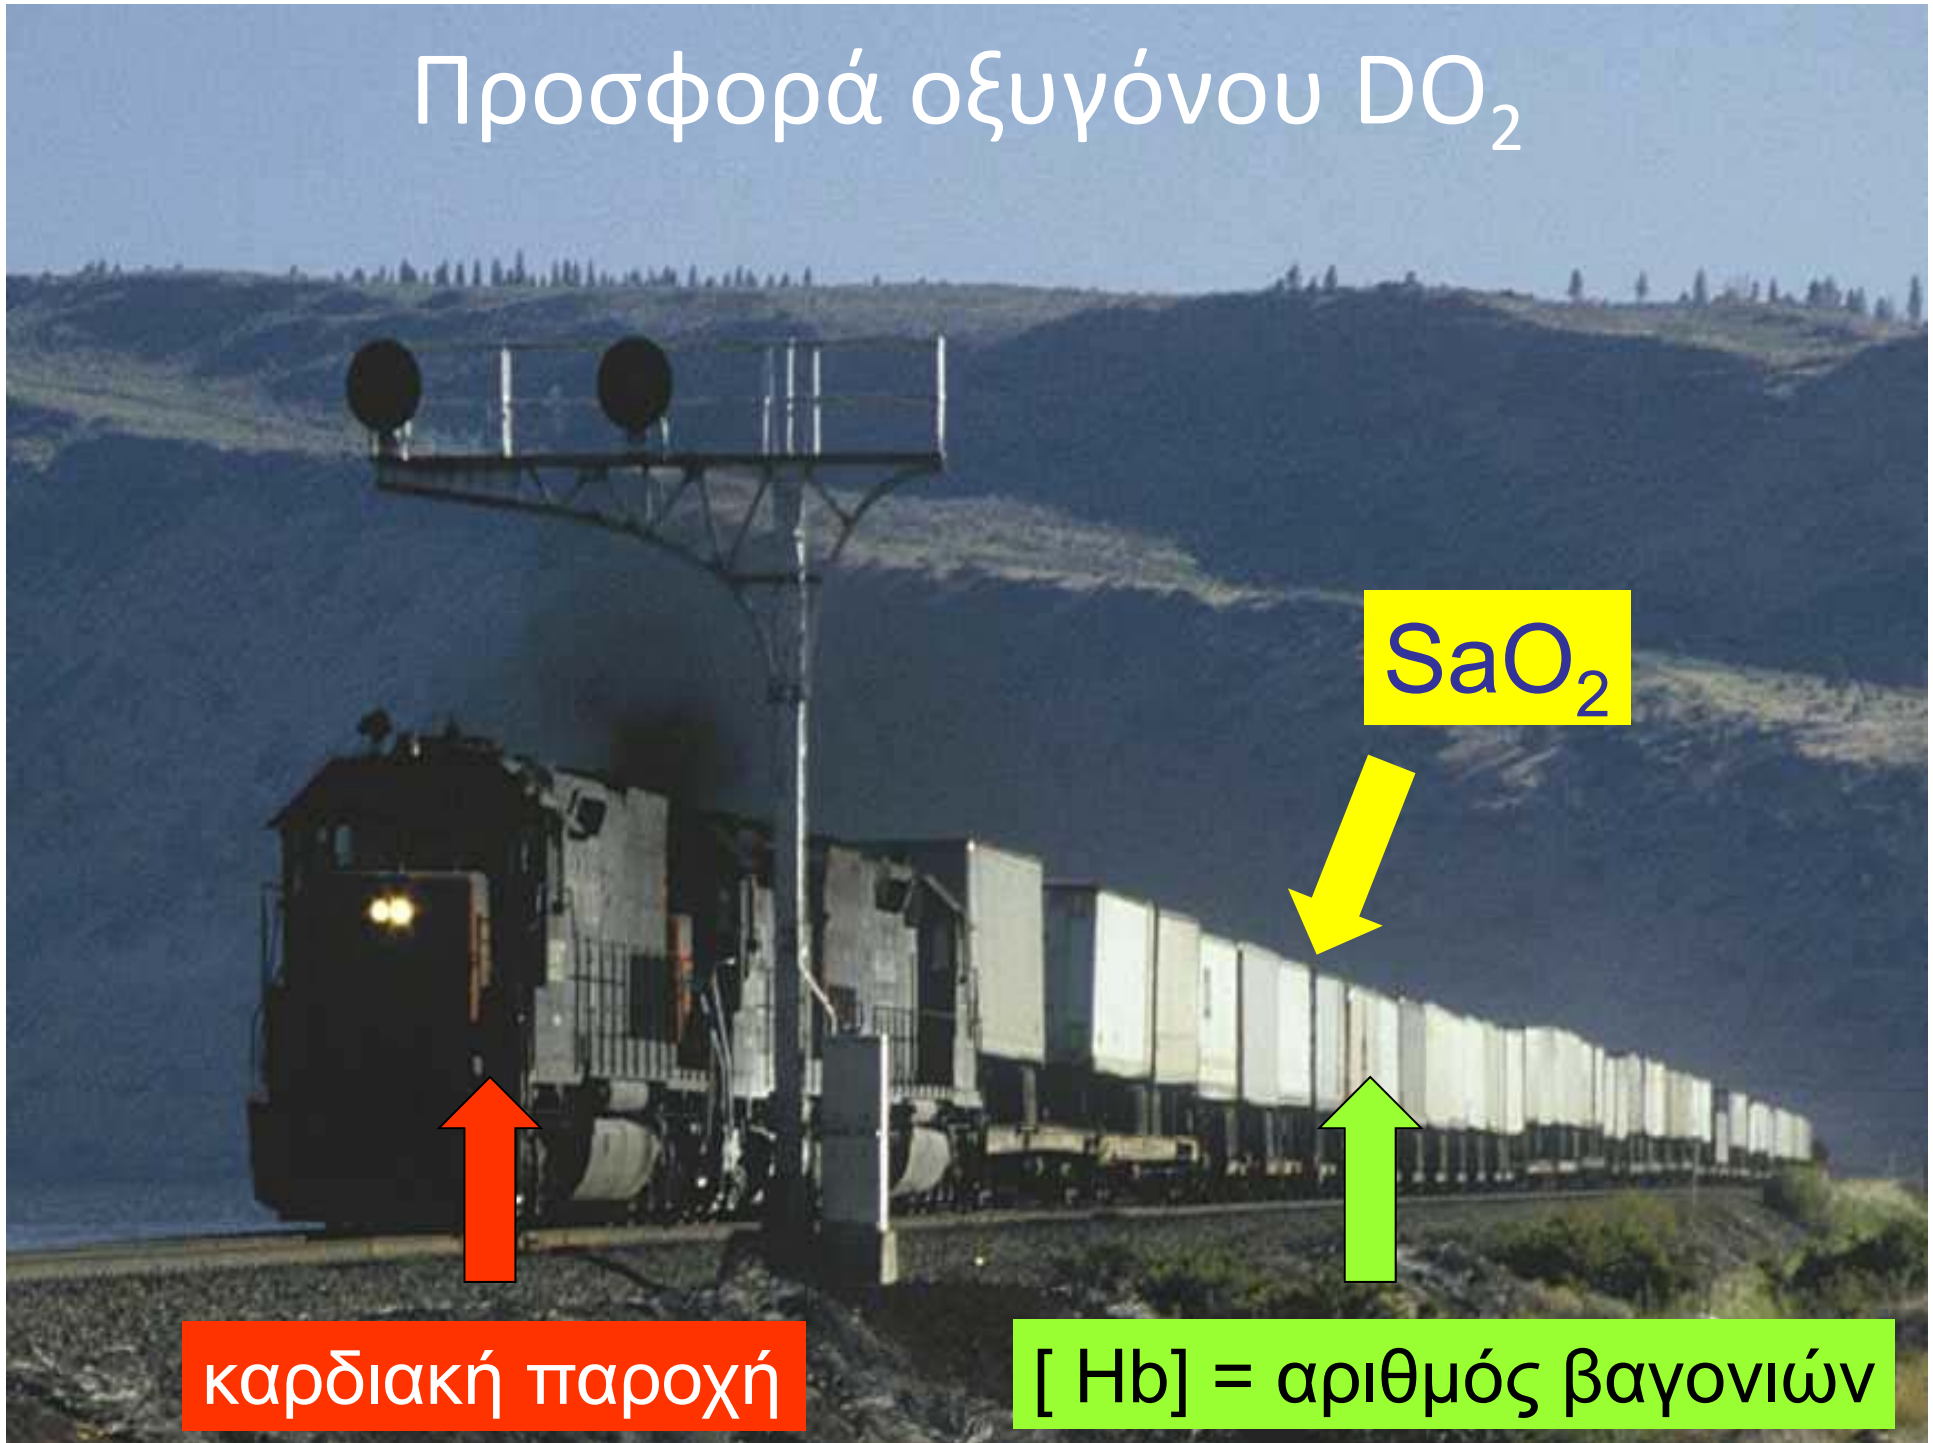 Προσφορά οξυγόνου DO₂
SaO₂
καρδιακή παροχή
[ Hb] = αριθμός βαγονιών